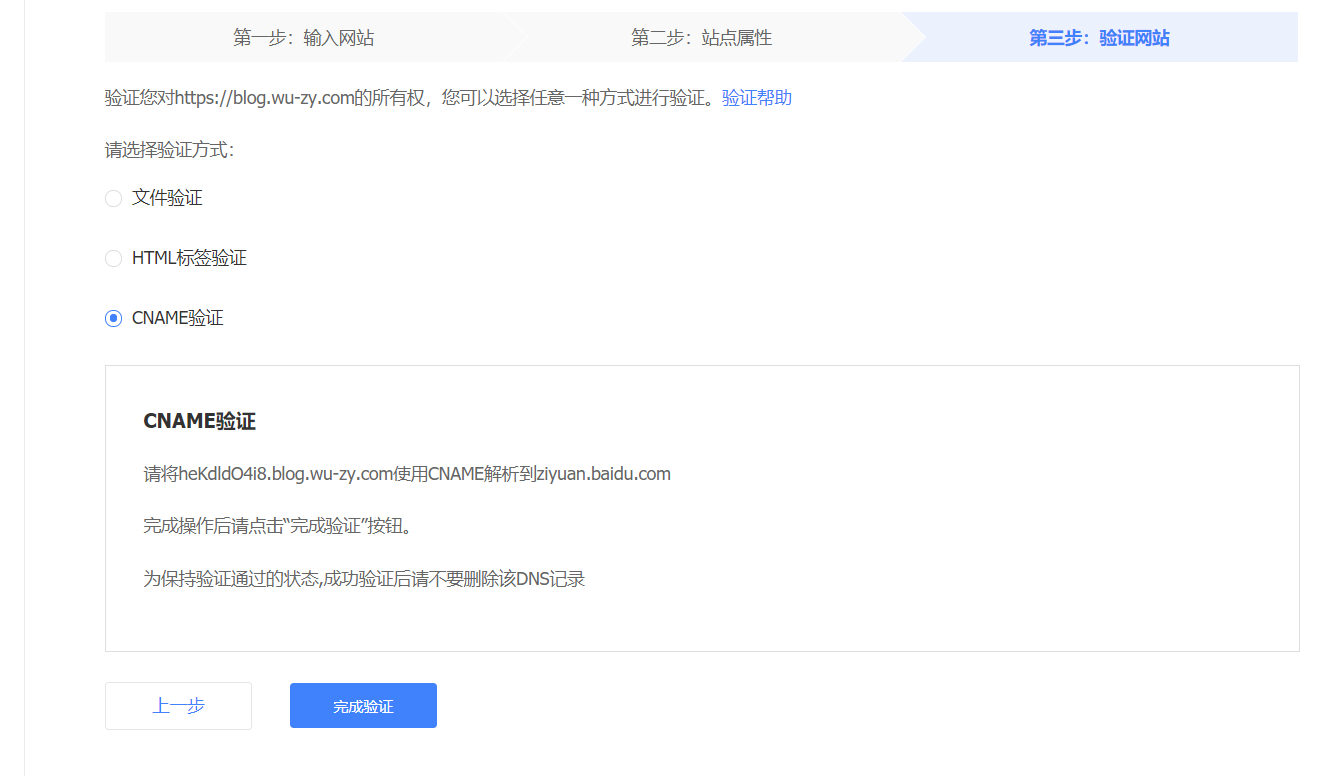 第一步：输入网站
第二步：站点属性
第三步：验证网站
验证您对https://blog.wu-zy.com的所有权，您可以选择任意一种方式进行验证。验证帮助
请选择验证方式：
文件验证
HTML标签验证
CNAME验证
CNAME验证
请将heKdldO4i8.blog.wu-zy.com使用CNAME解析到ziyuan.baidu.com
完成操作后请点击“完成验证”按钮。
为保持验证通过的状态,成功验证后请不要删除该DNS记录
上一步
完成验证